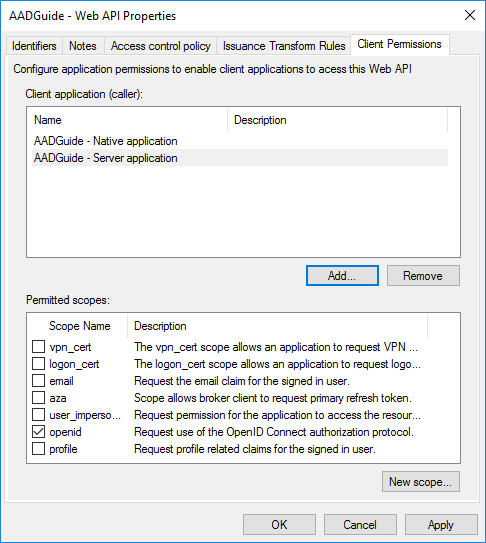 AADGuide - Web API Properties
Identifiers Notes Access control policy Issuance Transform Rules Client Permissions
Configure application permissions to enable client applications to acess this Web API
Client application (caller):
Name Description
AADGuide - Native application
AADGuide - Server application
Add... Remove
Permitted scopes:
Scope Name Description
vpn_cert The vpn_cert scope allows an application to request VPN ...
logon_cert The logon_cert scope allows an application to request logo...
email Request the email claim for the signed in user.
aza Scope allows broker client to request primary refresh token.
user_imperso... Request permission for the application to access the resour...
openid Request use of the OpenID Connect authorization protocol.
profile Request profile related claims for the signed in user.
New scope...
OK Cancel Apply